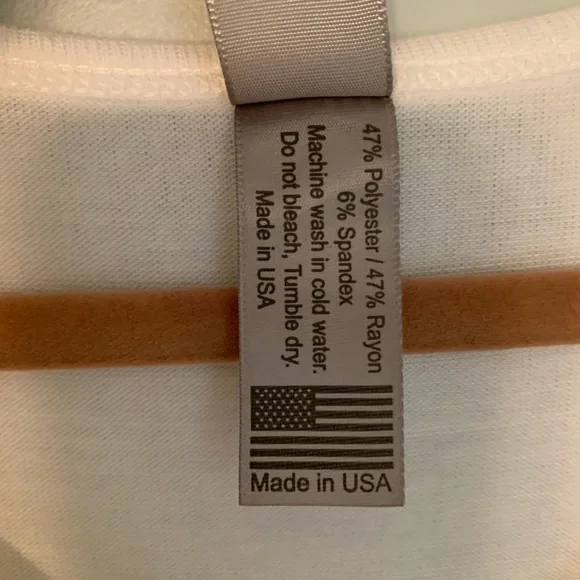 47% Polyester / 47% Rayon
6% Spandex
Machine wash in cold water.
Do not bleach, Tumble dry.
Made in USA
Made in USA